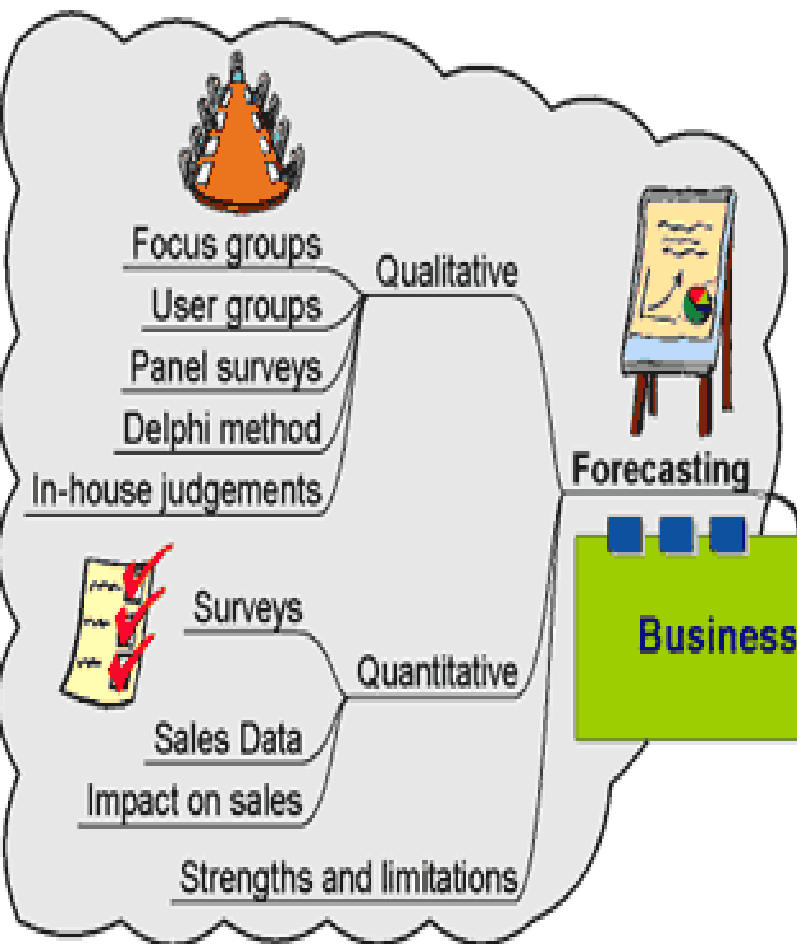 Focus groups
Qualitative
User groups
Panel surveys
Delphi method
In-house judgements
Forecasting
Surveys
Business
Quantitative
Sales Data
Impact on sales
Strengths and limitations